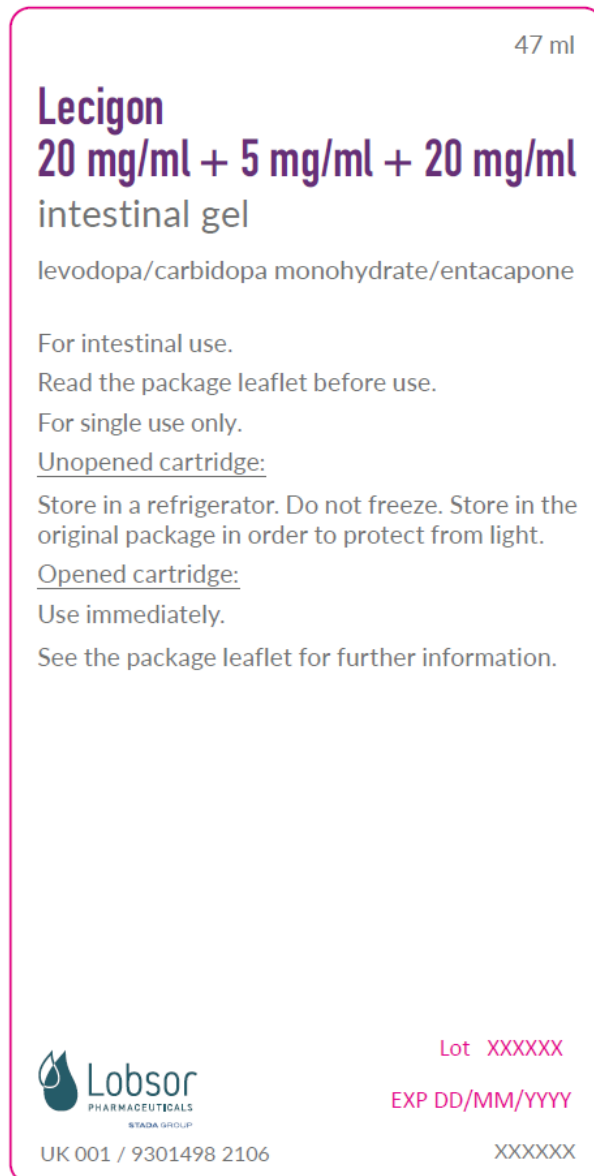 47 ml
Lecigon
20 mg/ml + 5 mg/ml + 20 mg/ml
intestinal gel
levodopa/carbidopa monohydrate/entacapone
For intestinal use.
Read the package leaflet before use.
For single use only.
Unopened cartridge:
Store in a refrigerator. Do not freeze. Store in the
original package in order to protect from light.
Opened cartridge:
Use immediately.
See the package leaflet for further information.
Lot XXXXXX
Lobsor
PHARMACEUTICALS
STADA GROUP
EXP DD/MM/YYYY
UK 001 / 9301498 2106
XXXXXX